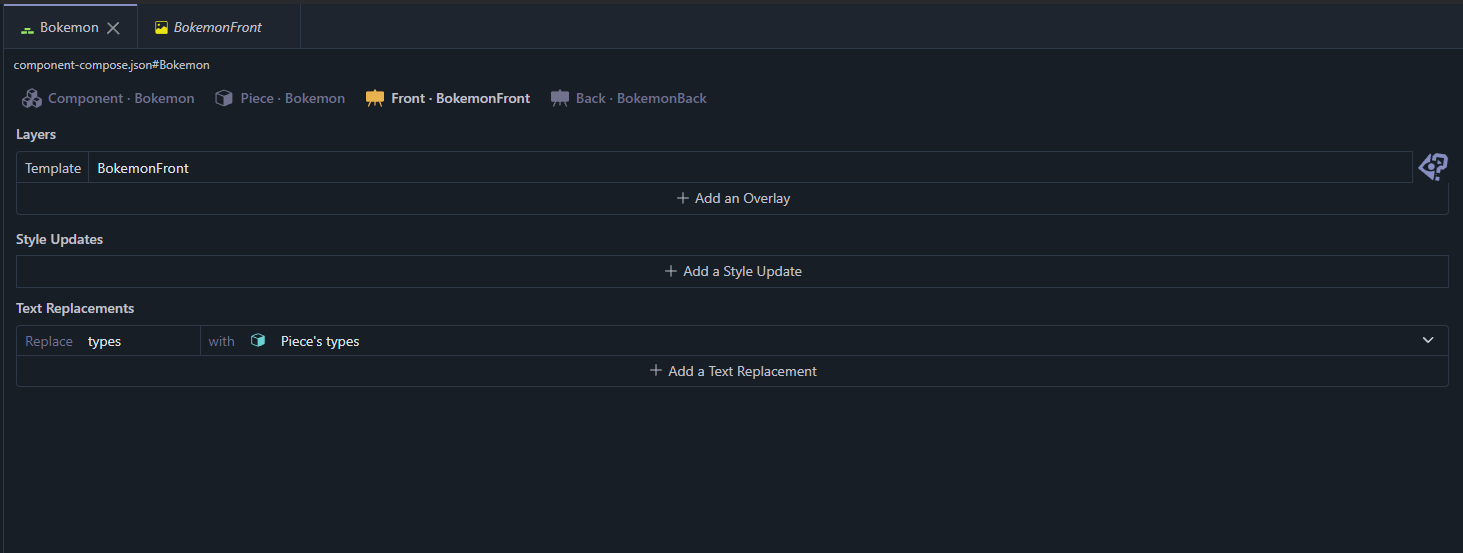 Bokemon BokemonFront
component-compose.json#Bokemon
Component · Bokemon Piece · Bokemon Front · BokemonFront Back · BokemonBack
Layers
Template BokemonFront
+ Add an Overlay
Style Updates
+ Add a Style Update
Text Replacements
Replace types with Piece's types
+ Add a Text Replacement